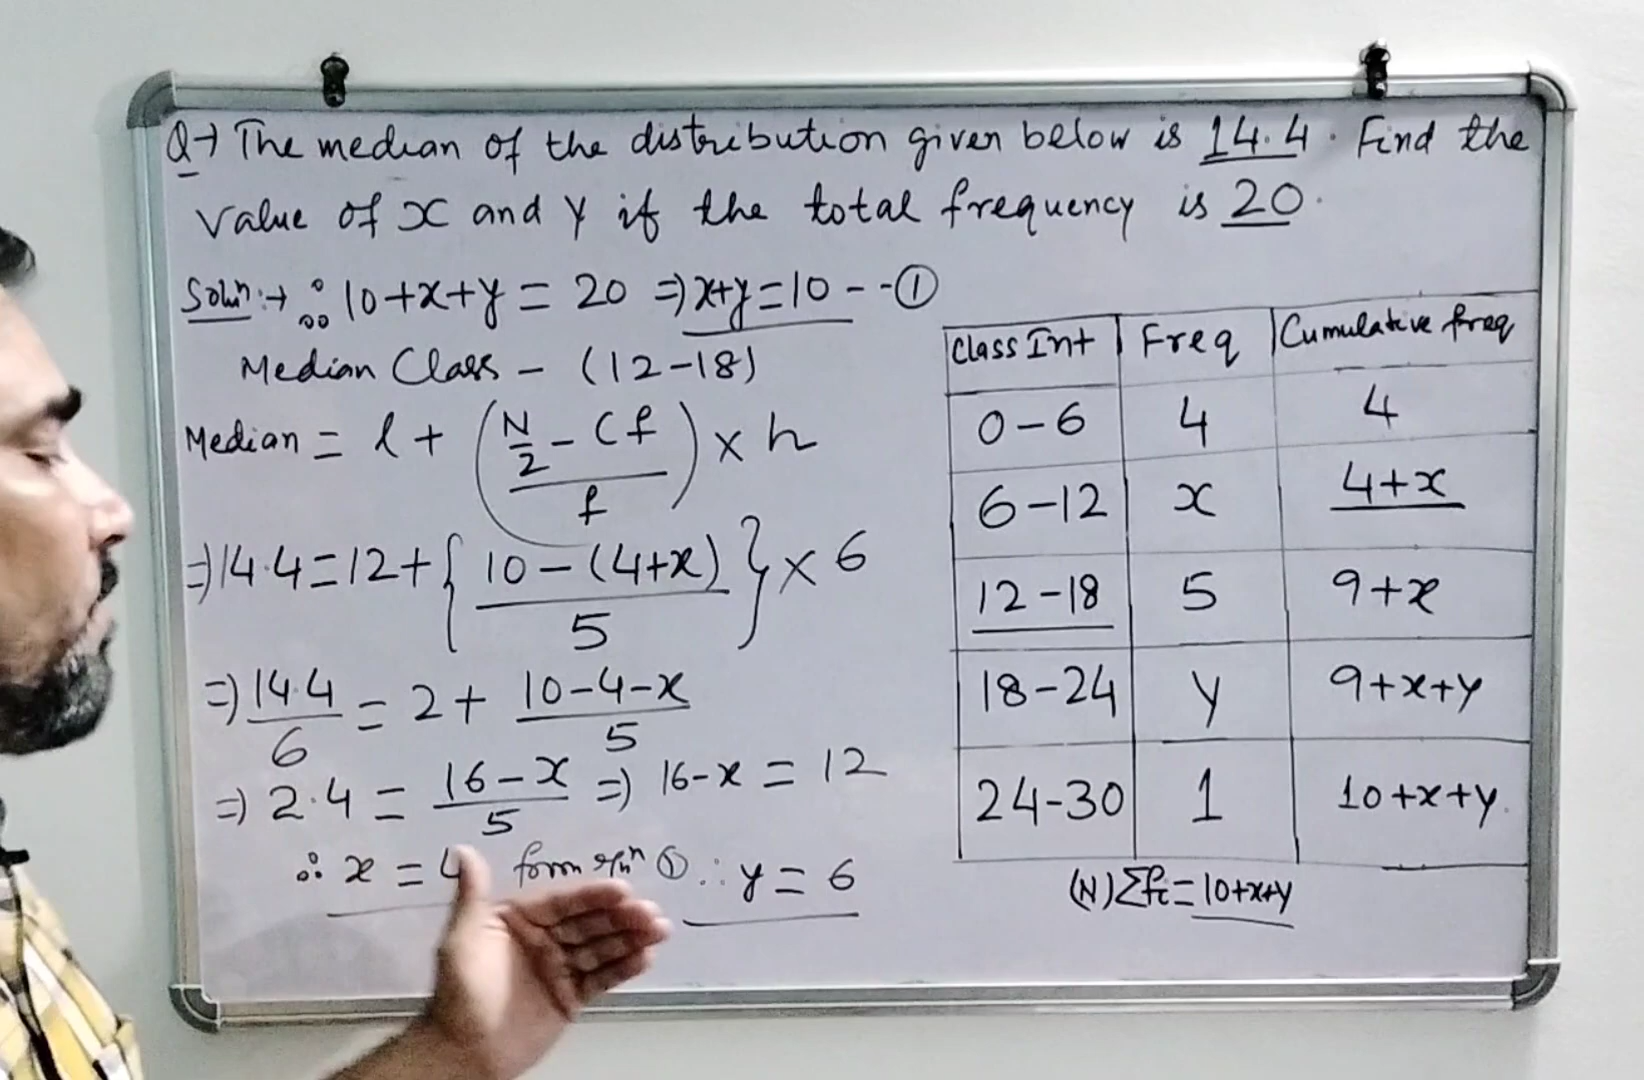 Q→ The median of the distribution given below is 14.4. Find the
value of x and y if the total frequency is 20.
Soluⁿ:→ ∵ 10+x+y = 20 ⇒ x+y=10 --①
Median Class - (12-18)
Median = l + ((N/2 - Cf)/f) × h
⇒ 14.4 = 12 + {(10-(4+x))/5} × 6
⇒ 14.4/6 = 2 + (10-4-x)/5
⇒ 2.4 = (16-x)/5 ⇒ 16-x = 12
∴ x = 4 ① ∴ y = 6
Class Int Freq Cumulative freq
0-6 4 4
6-12 x 4+x
12-18 5 9+x
18-24 y 9+x+y
24-30 1 10+x+y
(N) Σfi = 10+x+y